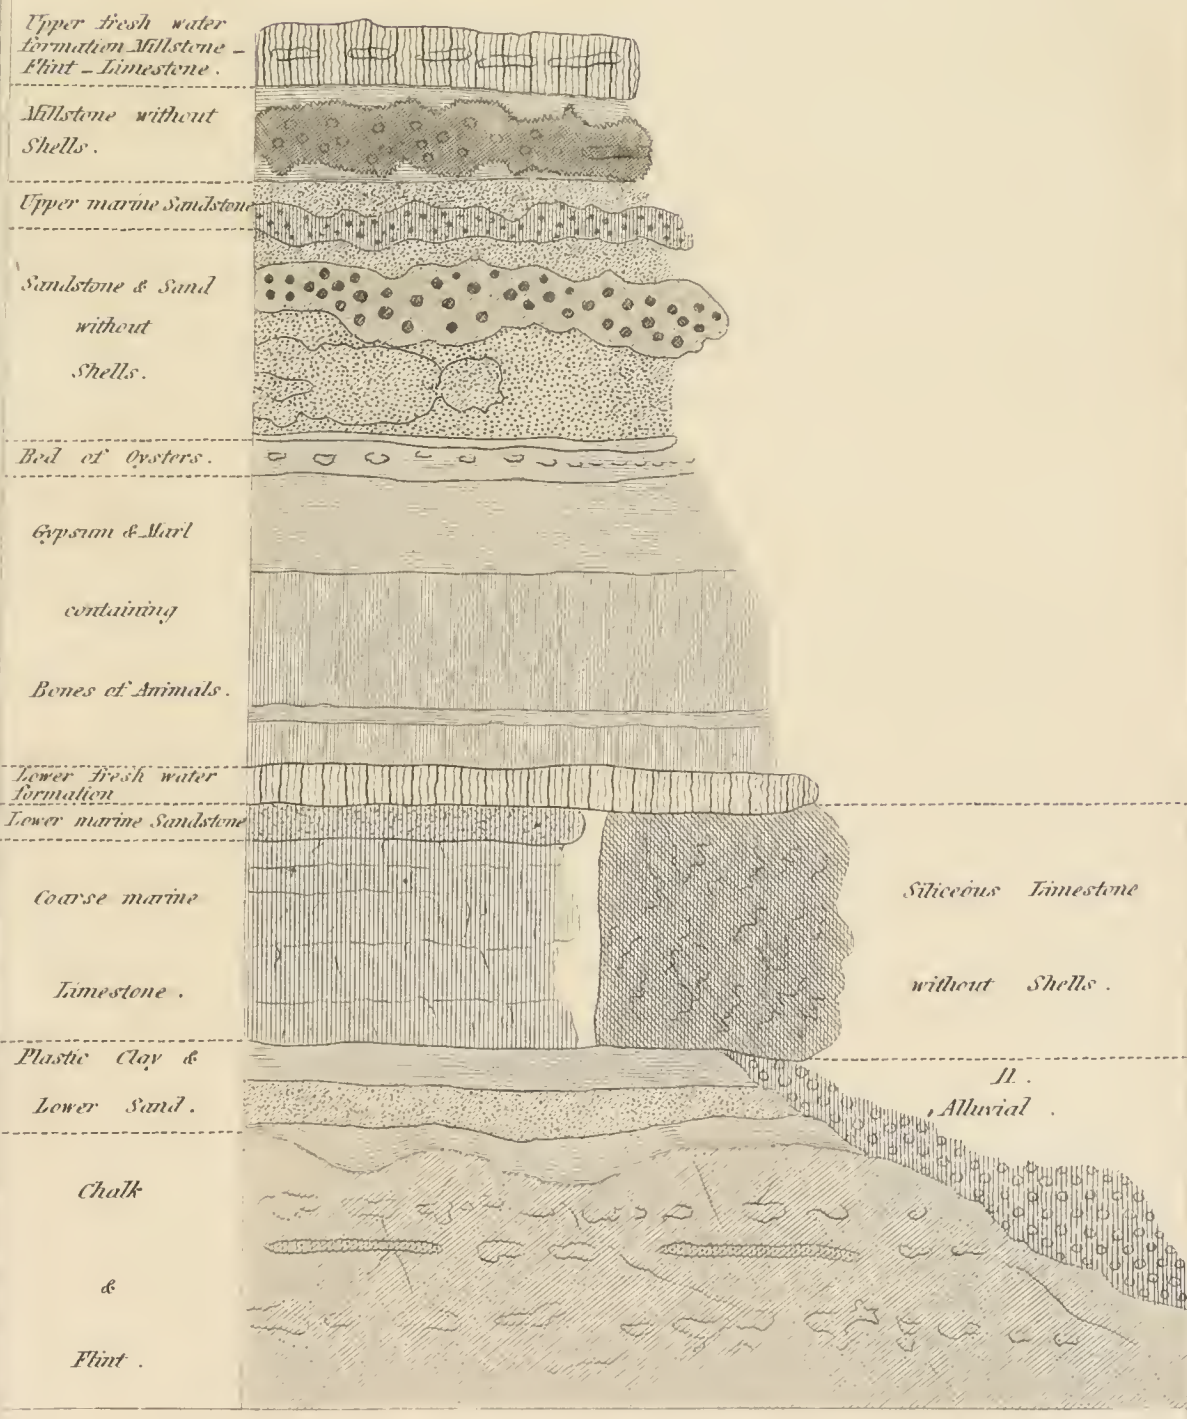 Upper fresh water
formation Millstone –
Flint – Limestone.
Millstone without
Shells.
Upper marine Sandstone
Sandstone & Sand
without
Shells.
Bed of Oysters.
Gypsum & Marl
containing
Bones of Animals.
Lower fresh water
formation
Lower marine Sandstone
Coarse marine
Limestone.
Plastic Clay &
Lower Sand.
Chalk
&
Flint.
Siliceous Limestone
without Shells.
Alluvial.